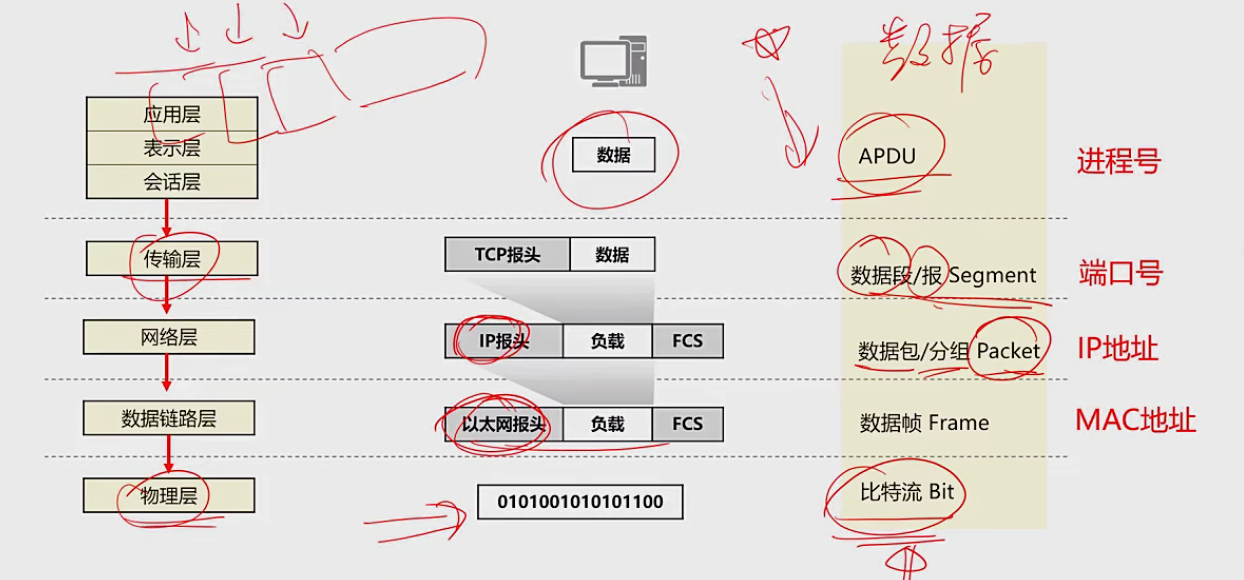 数据
应用层
表示层
会话层
数据
APDU
进程号
传输层
TCP报头 数据
数据段/报 Segment
端口号
网络层
IP报头 负载 FCS
数据包/分组 Packet
IP地址
数据链路层
以太网报头 负载 FCS
数据帧 Frame
MAC地址
物理层
0101001010101100
比特流 Bit